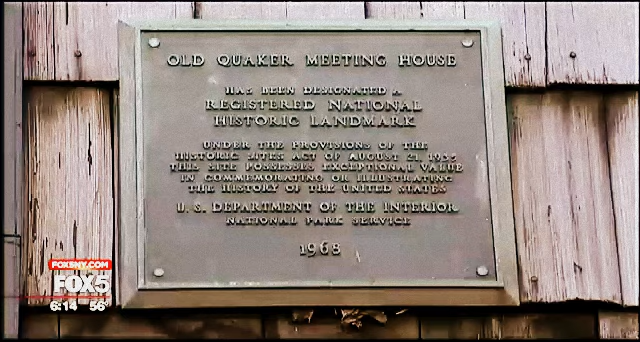 OLD QUAKER MEETING HOUSE
HAS BEEN DESIGNATED A
REGISTERED NATIONAL
HISTORIC LANDMARK
UNDER THE PROVISIONS OF THE
HISTORIC SITES ACT OF AUGUST 21, 1935
THIS SITE POSSESSES EXCEPTIONAL VALUE
IN COMMEMORATING OR ILLUSTRATING
THE HISTORY OF THE UNITED STATES
U. S. DEPARTMENT OF THE INTERIOR
NATIONAL PARK SERVICE
1968
FOX5NY.COM
FOX5
6:14 56°